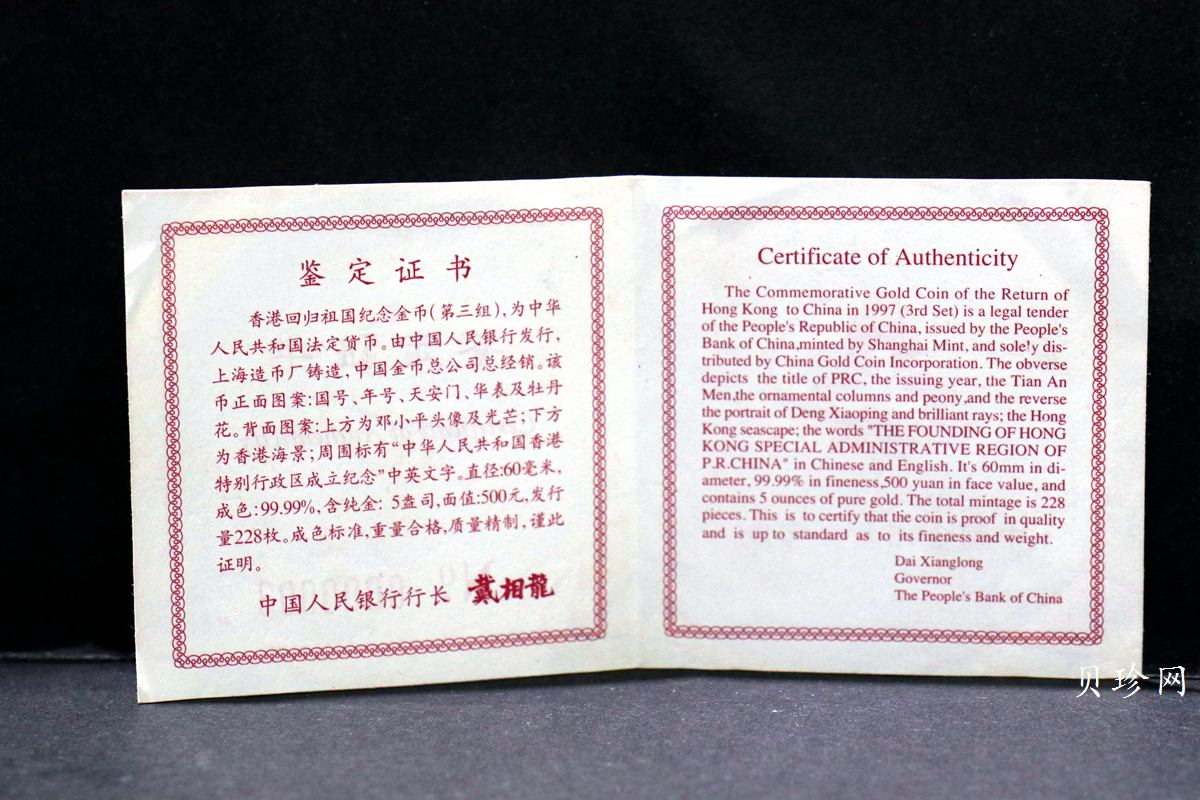 鉴定证书
香港回归祖国纪念金币(第三组),为中华
人民共和国法定货币。由中国人民银行发行,
上海造币厂铸造,中国金币总公司总经销。该
币正面图案:国号、年号、天安门、华表及牡丹
花。背面图案:上方为邓小平头像及光芒;下方
为香港海景;周围标有“中华人民共和国香港
特别行政区成立纪念”中英文字。直径:60毫米,
成色:99.99%,含纯金: 5盎司,面值:500元,发行
量228枚。成色标准,重量合格,质量精制,谨此
证明。
中国人民银行行长 戴相龍
Certificate of Authenticity
The Commemorative Gold Coin of the Return of
Hong Kong to China in 1997 (3rd Set) is a legal tender
of the People's Republic of China, issued by the People's
Bank of China,minted by Shanghai Mint, and solely dis-
tributed by China Gold Coin Incorporation. The obverse
depicts the title of PRC, the issuing year, the Tian An
Men,the ornamental columns and peony,and the reverse
the portrait of Deng Xiaoping and brilliant rays; the Hong
Kong seascape; the words "THE FOUNDING OF HONG
KONG SPECIAL ADMINISTRATIVE REGION OF
P.R.CHINA" in Chinese and English. It's 60mm in di-
ameter, 99.99% in fineness,500 yuan in face value, and
contains 5 ounces of pure gold. The total mintage is 228
pieces. This is to certify that the coin is proof in quality
and is up to standard as to its fineness and weight.
Dai Xianglong
Governor
The People's Bank of China
贝珍网